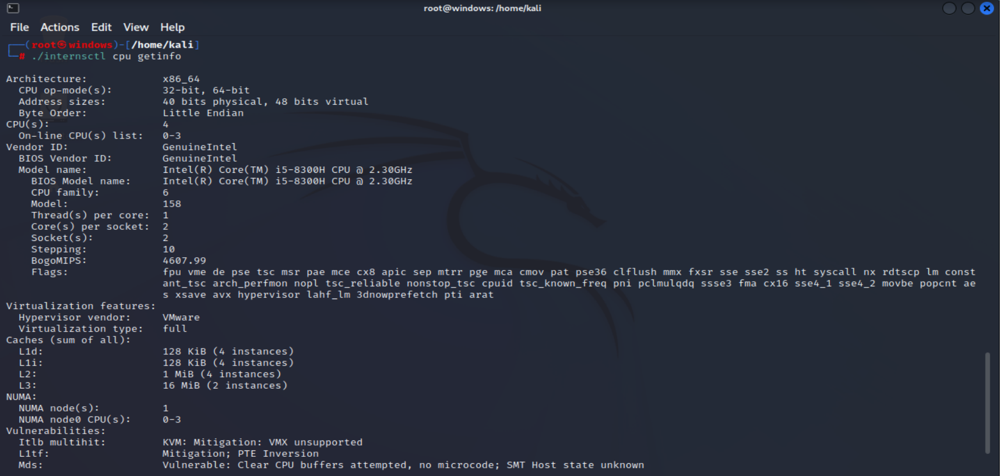 root@windows: /home/kali
File Actions Edit View Help
┌──(root㉿windows)-[/home/kali]
└─# ./internsctl cpu getinfo
Architecture: x86_64
CPU op-mode(s): 32-bit, 64-bit
Address sizes: 40 bits physical, 48 bits virtual
Byte Order: Little Endian
CPU(s): 4
On-line CPU(s) list: 0-3
Vendor ID: GenuineIntel
BIOS Vendor ID: GenuineIntel
Model name: Intel(R) Core(TM) i5-8300H CPU @ 2.30GHz
BIOS Model name: Intel(R) Core(TM) i5-8300H CPU @ 2.30GHz
CPU family: 6
Model: 158
Thread(s) per core: 1
Core(s) per socket: 2
Socket(s): 2
Stepping: 10
BogoMIPS: 4607.99
Flags: fpu vme de pse tsc msr pae mce cx8 apic sep mtrr pge mca cmov pat pse36 clflush mmx fxsr sse sse2 ss ht syscall nx rdtscp lm const
ant_tsc arch_perfmon nopl tsc_reliable nonstop_tsc cpuid tsc_known_freq pni pclmulqdq ssse3 fma cx16 sse4_1 sse4_2 movbe popcnt ae
s xsave avx hypervisor lahf_lm 3dnowprefetch pti arat
Virtualization features:
Hypervisor vendor: VMware
Virtualization type: full
Caches (sum of all):
L1d: 128 KiB (4 instances)
L1i: 128 KiB (4 instances)
L2: 1 MiB (4 instances)
L3: 16 MiB (2 instances)
NUMA:
NUMA node(s): 1
NUMA node0 CPU(s): 0-3
Vulnerabilities:
Itlb multihit: KVM: Mitigation: VMX unsupported
L1tf: Mitigation; PTE Inversion
Mds: Vulnerable: Clear CPU buffers attempted, no microcode; SMT Host state unknown